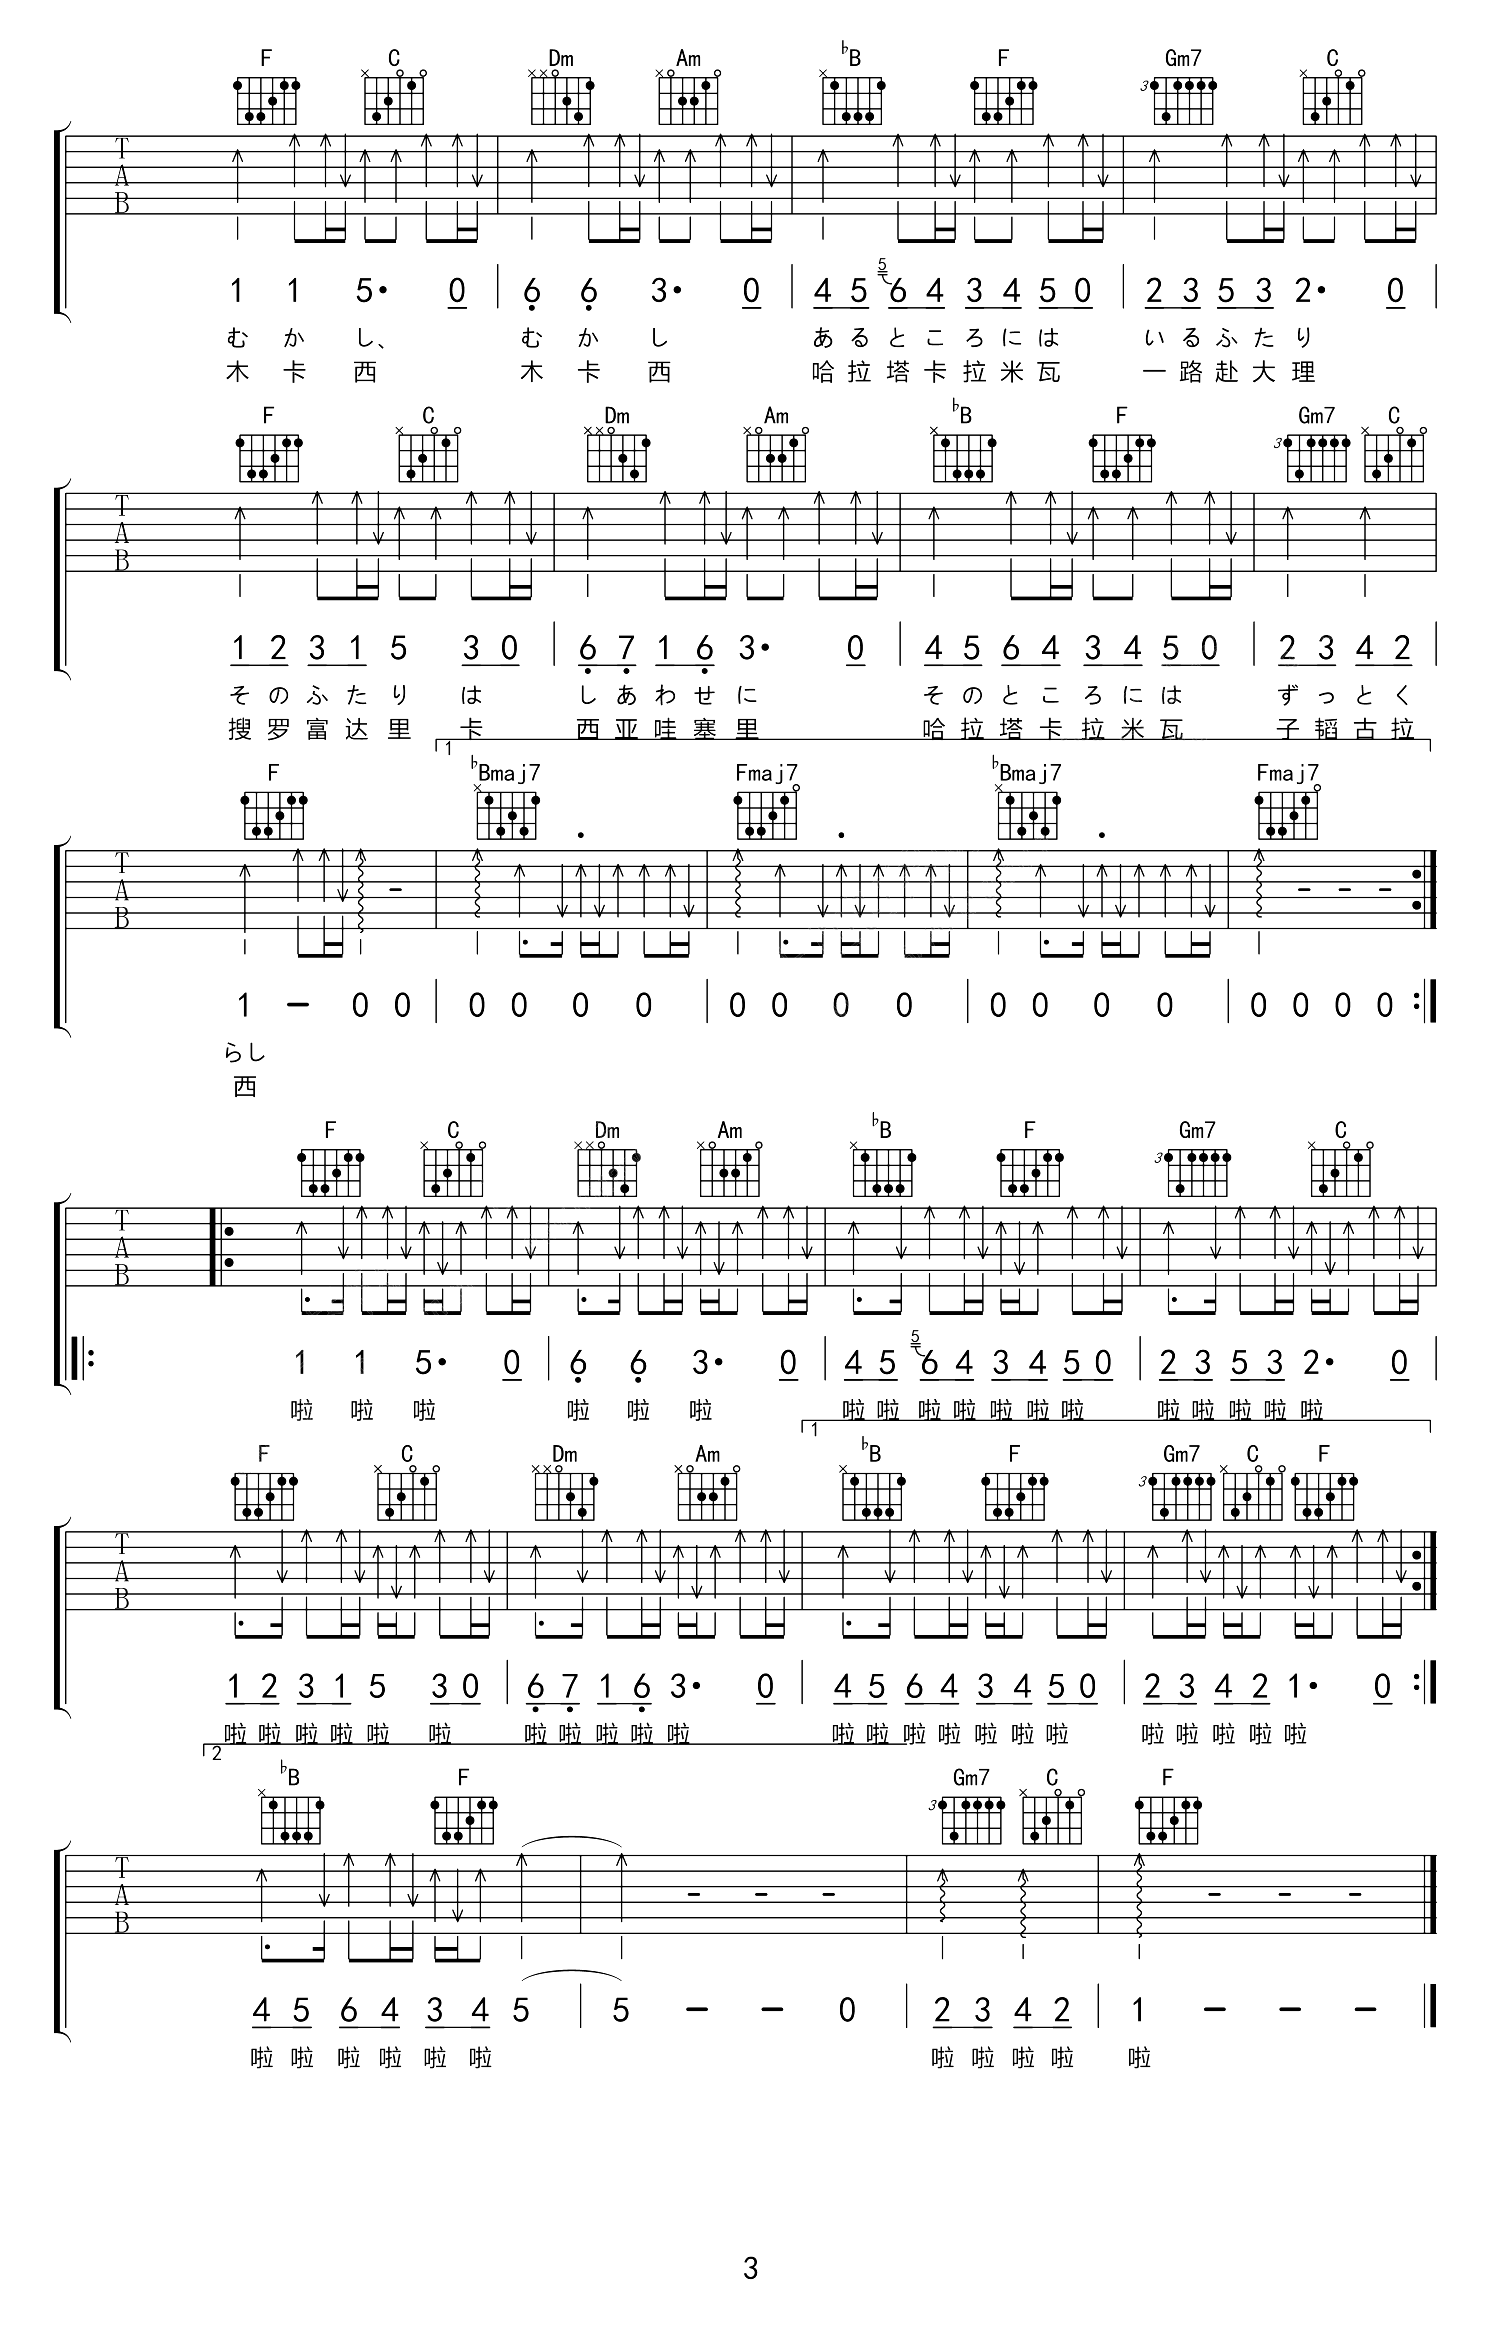 F C Dm Am ♭B F Gm7 C
3
T
A
B
1 1 5· 0 | 6 6 3· 0 | 4 5 5 6 4 3 4 5 0 | 2 3 5 3 2· 0 |
む か し、 む か し あ る と こ ろ に は い る ふ た り
木 卡 西 木 卡 西 哈 拉 塔 卡 拉 米 瓦 一 路 赴 大 理
F C Dm Am ♭B F Gm7 C
3
T
A
B
1 2 3 1 5 3 0 | 6 7 1 6 3· 0 | 4 5 6 4 3 4 5 0 | 2 3 4 2 |
そ の ふ た り は し あ わ せ に そ の と こ ろ に は ず っ と く
搜 罗 富 达 里 卡 西 亚 哇 塞 里 哈 拉 塔 卡 拉 米 瓦 子 韬 古 拉
1
F ♭Bmaj7 Fmaj7 ♭Bmaj7 Fmaj7
T
A
B
1 – 0 0 | 0 0 0 0 | 0 0 0 0 | 0 0 0 0 | 0 0 0 0 :|
らし
西
F C Dm Am ♭B F Gm7 C
3
T
A
B
|: 1 1 5· 0 | 6 6 3· 0 | 4 5 5 6 4 3 4 5 0 | 2 3 5 3 2· 0 |
啦 啦 啦 啦 啦 啦 啦 啦 啦 啦 啦 啦 啦 啦 啦 啦 啦 啦
1
F C Dm Am ♭B F Gm7 C F
3
T
A
B
1 2 3 1 5 3 0 | 6 7 1 6 3· 0 | 4 5 6 4 3 4 5 0 | 2 3 4 2 1· 0 :|
啦 啦 啦 啦 啦 啦 啦 啦 啦 啦 啦 啦 啦 啦 啦 啦 啦 啦 啦 啦 啦 啦 啦
2
♭B F Gm7 C F
3
T
A
B
4 5 6 4 3 4 5 | 5 – – 0 | 2 3 4 2 | 1 – – – |
啦 啦 啦 啦 啦 啦 啦 啦 啦 啦 啦
3